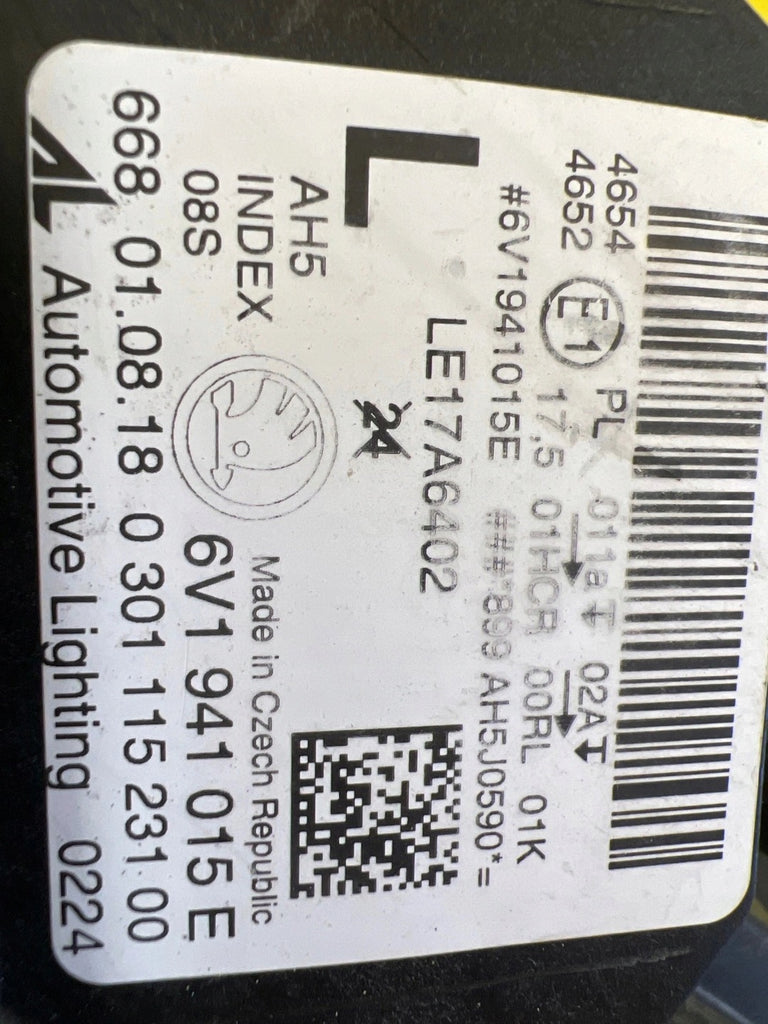 4654
4652
E1
PL 011a 02A
17,5 01HCR 00RL 01K
#6V1941015E ###*899 AH5J0590*=
L
LE17A6402
24
AH5
INDEX
08S
Made in Czech Republic
6V1 941 015 E
668 01.08.18 0 301 115 231 00
AL Automotive Lighting 0224